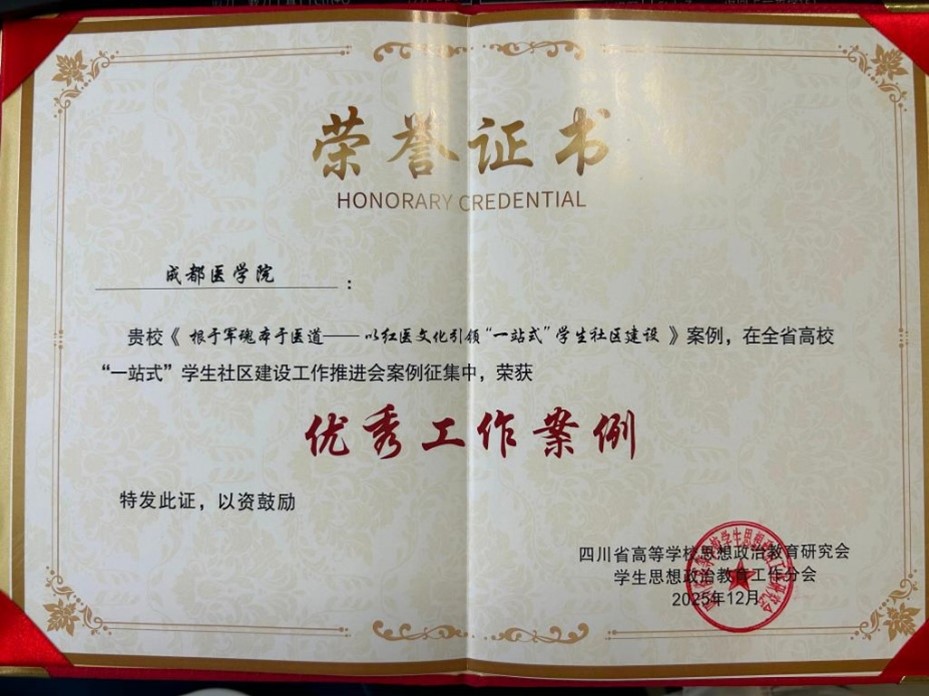 荣誉证书
HONORARY CREDENTIAL
成都医学院：
贵校《根于军魂本于医道——以红医文化引领“一站式”学生社区建设》案例，在全省高校
“一站式”学生社区建设工作推进会案例征集中，荣获
优秀工作案例
特发此证，以资鼓励
四川省高等学校思想政治教育研究会
学生思想政治教育工作分会
2025年12月